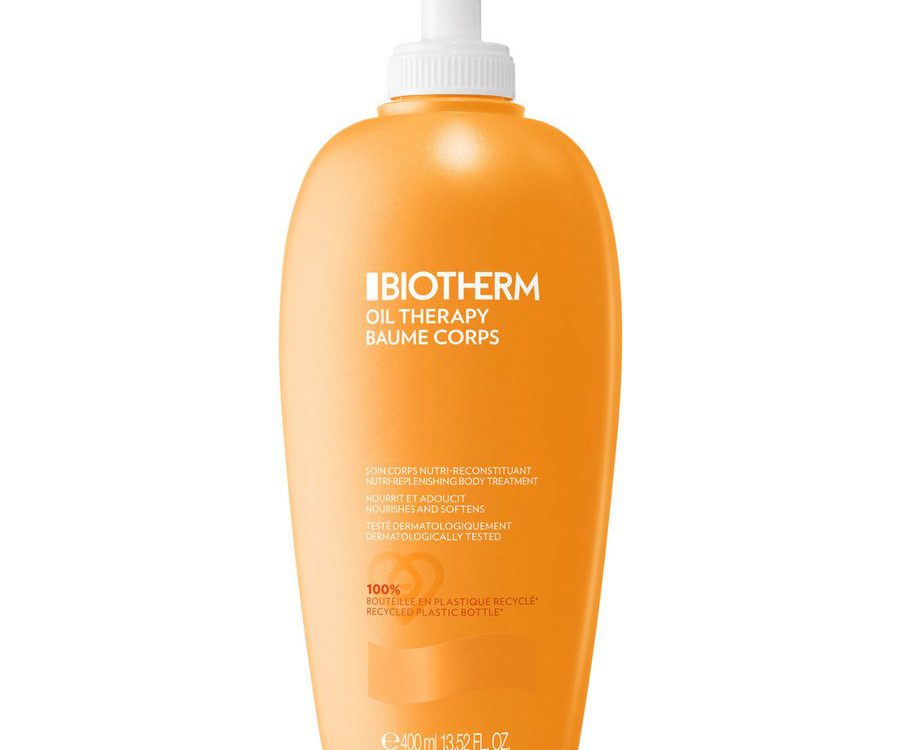 BIOTHERM
OIL THERAPY
BAUME CORPS
SOIN CORPS NUTRI-RECONSTITUANT
NUTRI-REPLENISHING BODY TREATMENT
NOURRIT ET ADOUCIT
NOURISHES AND SOFTENS
TESTÉ DERMATOLOGIQUEMENT
DERMATOLOGICALLY TESTED
100%
BOUTEILLE EN PLASTIQUE RECYCLÉ*
RECYCLED PLASTIC BOTTLE*
℮400 ml 13.52 FL. OZ.